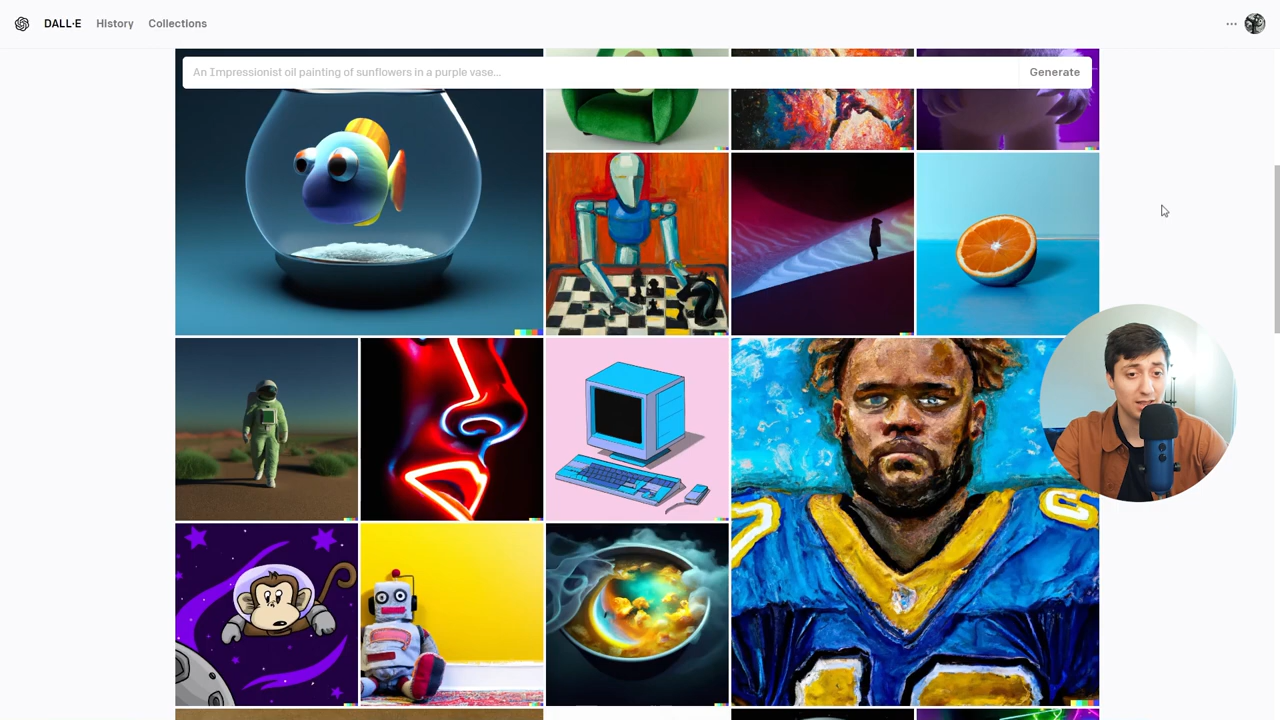 DALL·E History Collections
An Impressionist oil painting of sunflowers in a purple vase... Generate